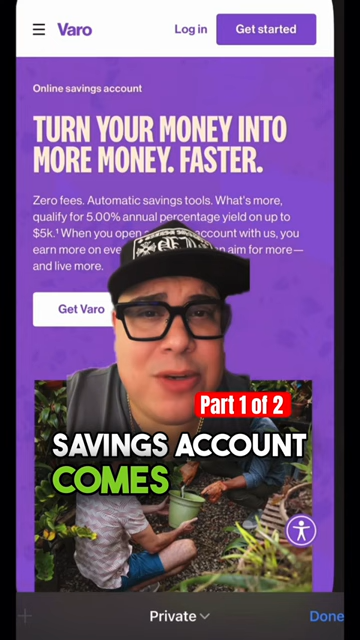 Varo
Log in
Get started
Online savings account
TURN YOUR MONEY INTO
MORE MONEY. FASTER.
Zero fees. Automatic savings tools. What's more,
qualify for 5.00% annual percentage yield on up to
$5k.¹ When you open account with us, you
earn more on eve aim for more—
and live more.
Get Varo
Part 1 of 2
SAVINGS ACCOUNT
COMES
Private
Done